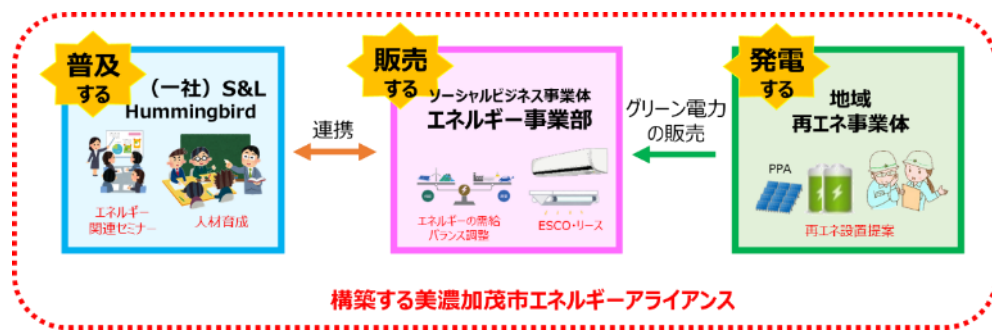 普及
する
(一社)S&L
Hummingbird
エネルギー
関連セミナー
人材育成
連携
販売
する
ソーシャルビジネス事業体
エネルギー事業部
エネルギーの需給
バランス調整
ESCO・リース
グリーン電力
の販売
発電
する
地域
再エネ事業体
PPA
再エネ設置提案
構築する美濃加茂市エネルギーアライアンス